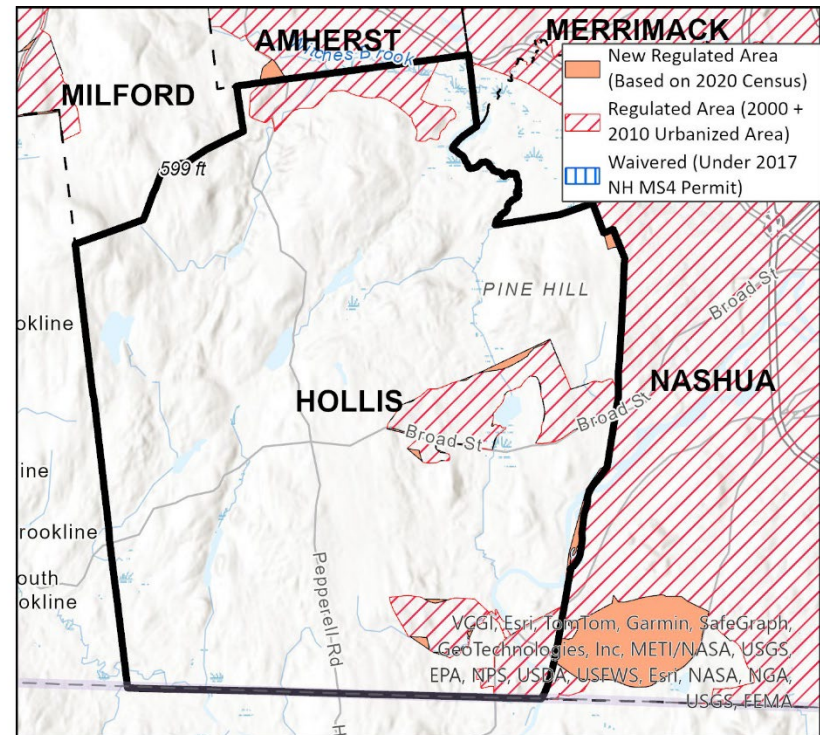 AMHERST
MERRIMACK
Witches Brook
MILFORD
New Regulated Area
(Based on 2020 Census)
Regulated Area (2000 +
2010 Urbanized Area)
Waivered (Under 2017
NH MS4 Permit)
599 ft
PINE HILL
Broad St
okline
HOLLIS
NASHUA
Broad St
Broad St
ine
rookline
outh
okline
Pepperell Rd
H
VCGI, Esri, TomTom, Garmin, SafeGraph,
GeoTechnologies, Inc, METI/NASA, USGS,
EPA, NPS, USDA, USFWS, Esri, NASA, NGA,
USGS, FEMA